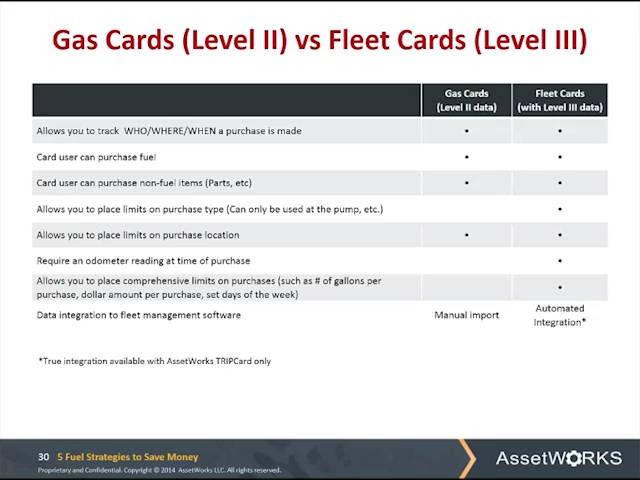 Gas Cards (Level II) vs Fleet Cards (Level III)
Gas Cards
(Level II data)
Fleet Cards
(with Level III data)
Allows you to track WHO/WHERE/WHEN a purchase is made • •
Card user can purchase fuel • •
Card user can purchase non-fuel items (Parts, etc) • •
Allows you to place limits on purchase type (Can only be used at the pump, etc.) •
Allows you to place limits on purchase location • •
Require an odometer reading at time of purchase •
Allows you to place comprehensive limits on purchases (such as # of gallons per
purchase, dollar amount per purchase, set days of the week) •
Data integration to fleet management software
Manual import
Automated
Integration*
*True integration available with AssetWorks TRIPCard only
30 5 Fuel Strategies to Save Money
Proprietary and Confidential. Copyright © 2014 AssetWorks LLC. All rights reserved.
ASSETWORKS